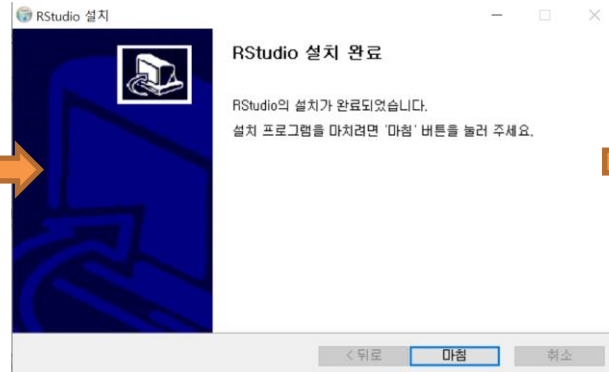 RStudio 설치
RStudio 설치 완료
RStudio의 설치가 완료되었습니다.
설치 프로그램을 마치려면 '마침' 버튼을 눌러 주세요.
< 뒤로
마침
취소